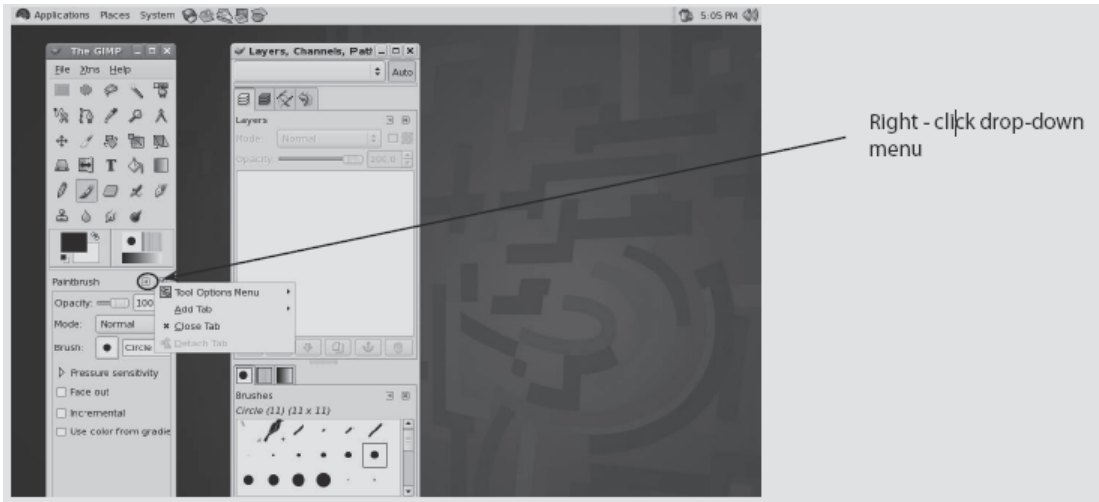 Applications Places System
5:05 PM
The GIMP
File Xtns Help
Paintbrush
Opacity: 100
Mode: Normal
Brush: Circle
Pressure sensitivity
Fade out
Incremental
Use color from gradie
Tool Options Menu
Add Tab
Close Tab
Detach Tab
Layers, Channels, Path
Auto
Layers
Mode: Normal
Opacity: 100.0
Brushes
Circle (11) (11 x 11)
Right - click drop-down
menu